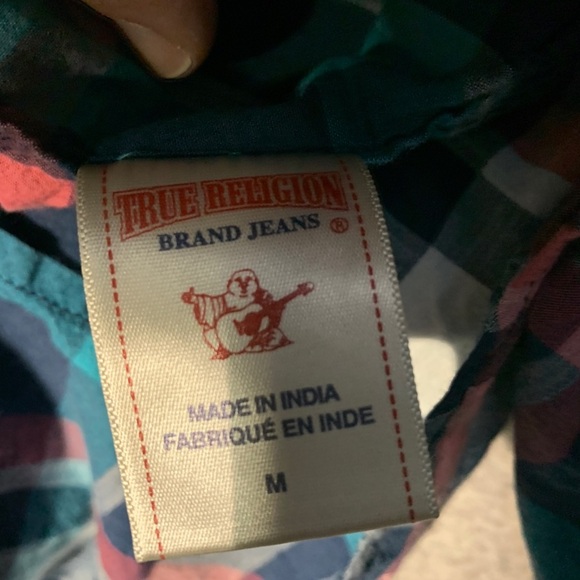 TRUE RELIGION
BRAND JEANS ®
MADE IN INDIA
FABRIQUÉ EN INDE
M